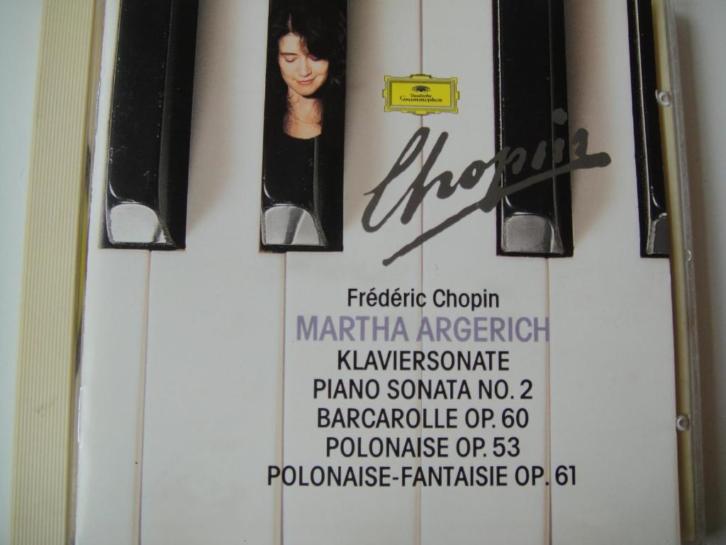 Deutsche
Grammophon
Chopin
Frédéric Chopin
MARTHA ARGERICH
KLAVIERSONATE
PIANO SONATA NO. 2
BARCAROLLE OP. 60
POLONAISE OP. 53
POLONAISE-FANTAISIE OP. 61